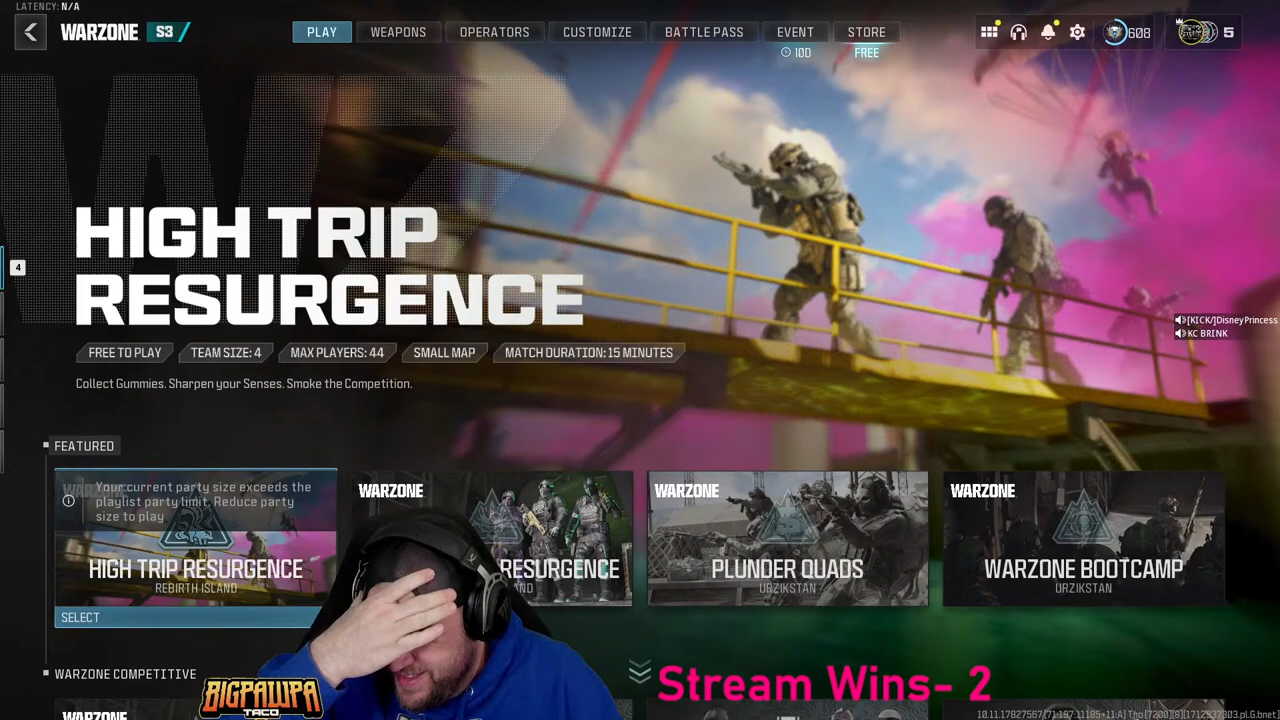 LATENCY: N/A
WARZONE S3
PLAY
WEAPONS
OPERATORS
CUSTOMIZE
BATTLE PASS
EVENT
10D
STORE
FREE
608
5
HIGH TRIP
RESURGENCE
4
FREE TO PLAY
TEAM SIZE: 4
MAX PLAYERS: 44
SMALL MAP
MATCH DURATION: 15 MINUTES
Collect Gummies. Sharpen your Senses. Smoke the Competition.
[KICK/]DisneyPrincess
KC BRINK
FEATURED
Your current party size exceeds the
playlist party limit. Reduce party
size to play
HIGH TRIP RESURGENCE
REBIRTH ISLAND
SELECT
WARZONE
RESURGENCE
WARZONE
PLUNDER QUADS
URZIKSTAN
WARZONE
WARZONE BOOTCAMP
URZIKSTAN
WARZONE COMPETITIVE
WARZONE
BIGPAWPA
TACO
Stream Wins- 2